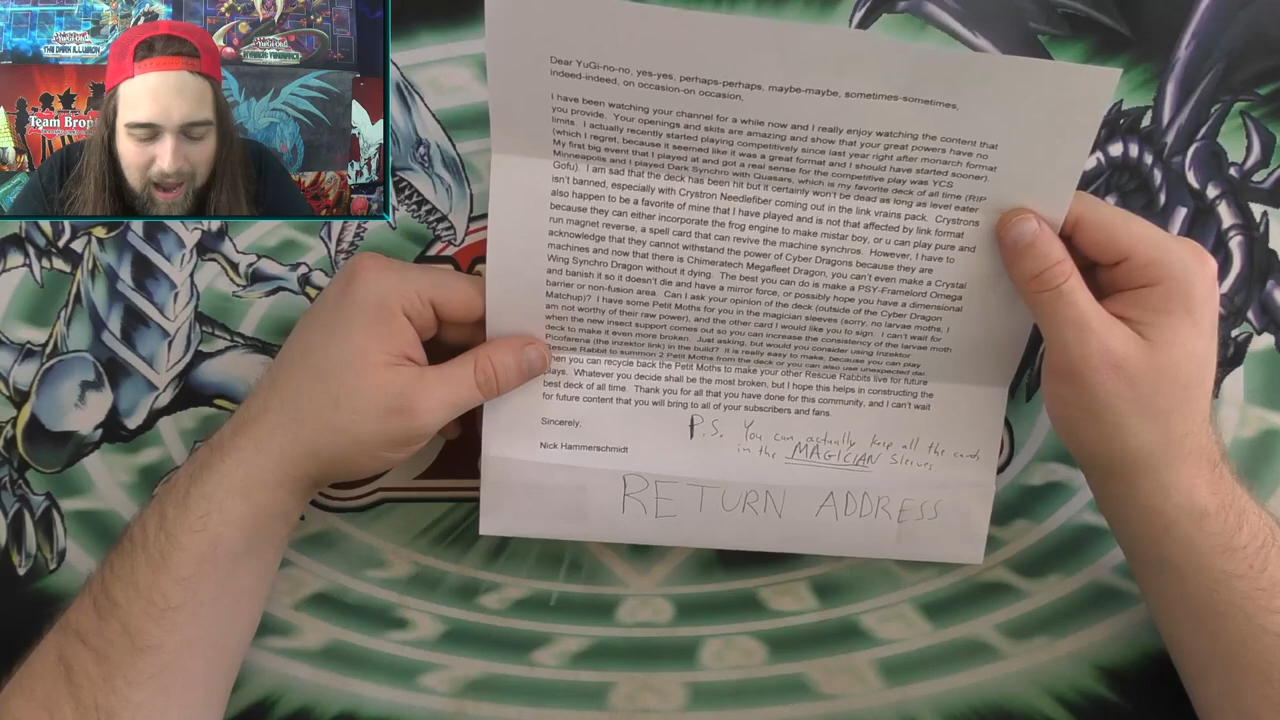 THE DARK ILLUSION
Yu-Gi-Oh!
Team Brop
Dear YuGi-no-no, yes-yes, perhaps-perhaps, maybe-maybe, sometimes-sometimes,
indeed-indeed, on occasion-on occasion,
I have been watching your channel for a while now and I really enjoy watching the content that
you provide. Your openings and skits are amazing and show that your great powers have no
limits. I actually recently started playing competitively since last year right after monarch format
(which I regret, because it seemed like it was a great format and I should have started sooner).
My first big event that I played at and got a real sense for the competitive play was YCS
Minneapolis and I played Dark Synchro with Quasars, which is my favorite deck of all time (RIP
Gofu). I am sad that the deck has been hit but it certainly won't be dead as long as level eater
isn't banned, especially with Crystron Needlefiber coming out in the link vrains pack. Crystrons
also happen to be a favorite of mine that I have played and is not that affected by link format
because they can either incorporate the frog engine to make mistar boy, or u can play pure and
run magnet reverse, a spell card that can revive the machine synchros. However, I have to
acknowledge that they cannot withstand the power of Cyber Dragons because they are
machines and now that there is Chimeratech Megafleet Dragon, you can't even make a Crystal
Wing Synchro Dragon without it dying. The best you can do is make a PSY-Framelord Omega
and banish it so it doesn't die and have a mirror force, or possibly hope you have a dimensional
barrier or non-fusion area. Can I ask your opinion of the deck (outside of the Cyber Dragon
Matchup)? I have some Petit Moths for you in the magician sleeves (sorry, no larvae moths, I
am not worthy of their raw power), and the other card I would like you to sign. I can't wait for
when the new insect support comes out so you can increase the consistency of the larvae moth
deck to make it even more broken. Just asking, but would you consider using Inzektor
Picofarena (the inzektor link) in the build? It is really easy to make, because you can play
Rescue Rabbit to summon 2 Petit Moths from the deck or you can also use unexpected dai.
hen you can recycle back the Petit Moths to make your other Rescue Rabbits live for future
plays. Whatever you decide shall be the most broken, but I hope this helps in constructing the
best deck of all time. Thank you for all that you have done for this community, and I can't wait
for future content that you will bring to all of your subscribers and fans.
Sincerely,
Nick Hammerschmidt
P.S. You can actually keep all the cards
in the MAGICIAN sleeves
RETURN ADDRESS